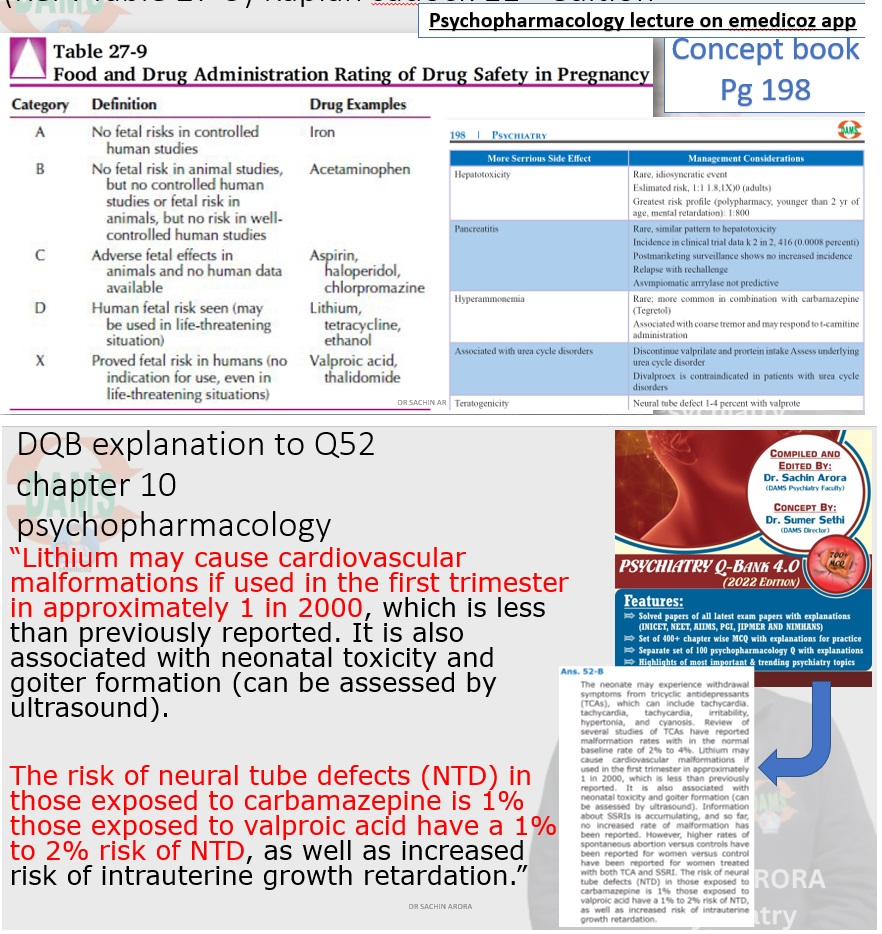 Psychopharmacology lecture on emedicoz app
Table 27-9
Food and Drug Administration Rating of Drug Safety in Pregnancy
Concept book
Pg 198
Category Definition Drug Examples
A No fetal risks in controlled Iron
human studies
B No fetal risk in animal studies, Acetaminophen
but no controlled human
studies or fetal risk in
animals, but no risk in well-
controlled human studies
C Adverse fetal effects in Aspirin,
animals and no human data haloperidol,
available chlorpromazine
D Human fetal risk seen (may Lithium,
be used in life-threatening tetracycline,
situation) ethanol
X Proved fetal risk in humans (no Valproic acid,
indication for use, even in thalidomide
life-threatening situations)
DR SACHIN AR
198 | PSYCHIATRY
DAMS
More Serrious Side Effect Management Considerations
Hepatotoxicity Rare, idiosyncratic event
Eslimated risk, 1:1 1.8,1X)0 (adults)
Greatest risk profile (polypharmacy, younger than 2 yr of
age, mental retardation): 1:800
Pancreatitis Rare, similar pattern to hepatotoxicity
Incidence in clinical trial data k 2 in 2, 416 (0.0008 percenti)
Postmarketing surveillance shows no increased incidence
Relapse with rechallenge
Asvmpiomatic arrrylase not predictive
Hyperammonemia Rare; more common in combination with carbamazepine
(Tegretol)
Associated with coarse tremor and may respond to t-carnitine
administration
Associated with urea cycle disorders Discontinue valprilate and prortein intake Assess underlying
urea cycle disorder
Divalproex is contraindicated in patients with urea cycle
disorders
Teratogenicity Neural tube defect 1-4 percent with valprote
DQB explanation to Q52
chapter 10
psychopharmacology
“Lithium may cause cardiovascular
malformations if used in the first trimester
in approximately 1 in 2000, which is less
than previously reported. It is also
associated with neonatal toxicity and
goiter formation (can be assessed by
ultrasound).
The risk of neural tube defects (NTD) in
those exposed to carbamazepine is 1%
those exposed to valproic acid have a 1%
to 2% risk of NTD, as well as increased
risk of intrauterine growth retardation.”
DR SACHIN ARORA
COMPILED AND
EDITED BY:
Dr. Sachin Arora
(DAMS Psychiatry Faculty)
CONCEPT BY:
Dr. Sumer Sethi
(DAMS Director)
700+
MCQ
PSYCHIATRY Q-BANK 4.0
(2022 EDITION)
Features:
Solved papers of all latest exam papers with explanations
(INICET, NEET, AIIMS, PGI, JIPMER AND NIMHANS)
Set of 400+ chapter wise MCQ with explanations for practice
Separate set of 100 psychopharmacology Q with explanations
Highlights of most important & trending psychiatry topics
Ans. 52-B
The neonate may experience withdrawal
symptoms from tricyclic antidepressants
(TCAs), which can include tachycardia.
tachycardia, tachycardia, irritability,
hypertonia, and cyanosis. Review of
several studies of TCAs have reported
malformation rates with in the normal
baseline rate of 2% to 4%. Lithium may
cause cardiovascular malformations if
used in the first trimester in approximately
1 in 2000, which is less than previously
reported. It is also associated with
neonatal toxicity and goiter formation (can
be assessed by ultrasound). Information
about SSRIs is accumulating, and so far,
no increased rate of malformation has
been reported. However, higher rates of
spontaneous abortion versus controls have
been reported for women versus control
have been reported for women treated
with both TCA and SSRI. The risk of neural
tube defects (NTD) in those exposed to
carbamazepine is 1% those exposed to
valproic acid have a 1% to 2% risk of NTD,
as well as increased risk of intrauterine
growth retardation.